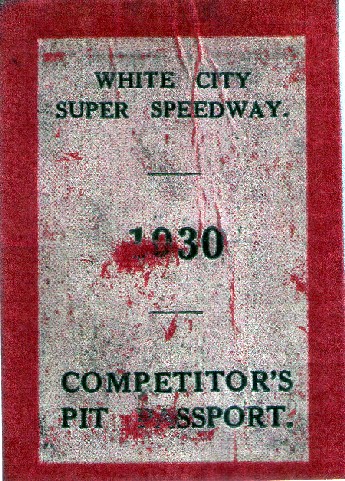 WHITE CITY
SUPER SPEEDWAY.
1930
COMPETITOR'S
PIT PASSPORT.